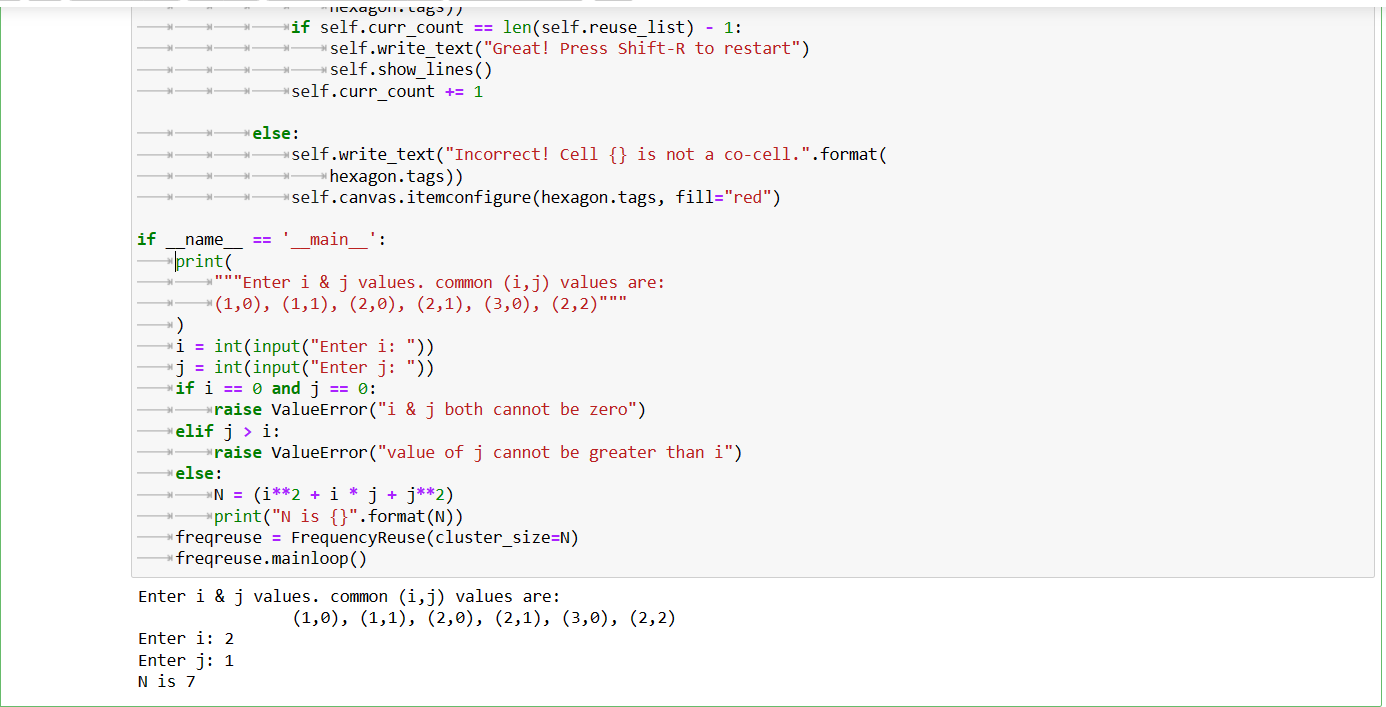 hexagon.tags))
if self.curr_count == len(self.reuse_list) - 1:
self.write_text("Great! Press Shift-R to restart")
self.show_lines()
self.curr_count += 1
else:
self.write_text("Incorrect! Cell {} is not a co-cell.".format(
hexagon.tags))
self.canvas.itemconfigure(hexagon.tags, fill="red")
if __name__ == '__main__':
print(
"""Enter i & j values. common (i,j) values are:
(1,0), (1,1), (2,0), (2,1), (3,0), (2,2)"""
)
i = int(input("Enter i: "))
j = int(input("Enter j: "))
if i == 0 and j == 0:
raise ValueError("i & j both cannot be zero")
elif j > i:
raise ValueError("value of j cannot be greater than i")
else:
N = (i**2 + i * j + j**2)
print("N is {}".format(N))
freqreuse = FrequencyReuse(cluster_size=N)
freqreuse.mainloop()
Enter i & j values. common (i,j) values are:
(1,0), (1,1), (2,0), (2,1), (3,0), (2,2)
Enter i: 2
Enter j: 1
N is 7